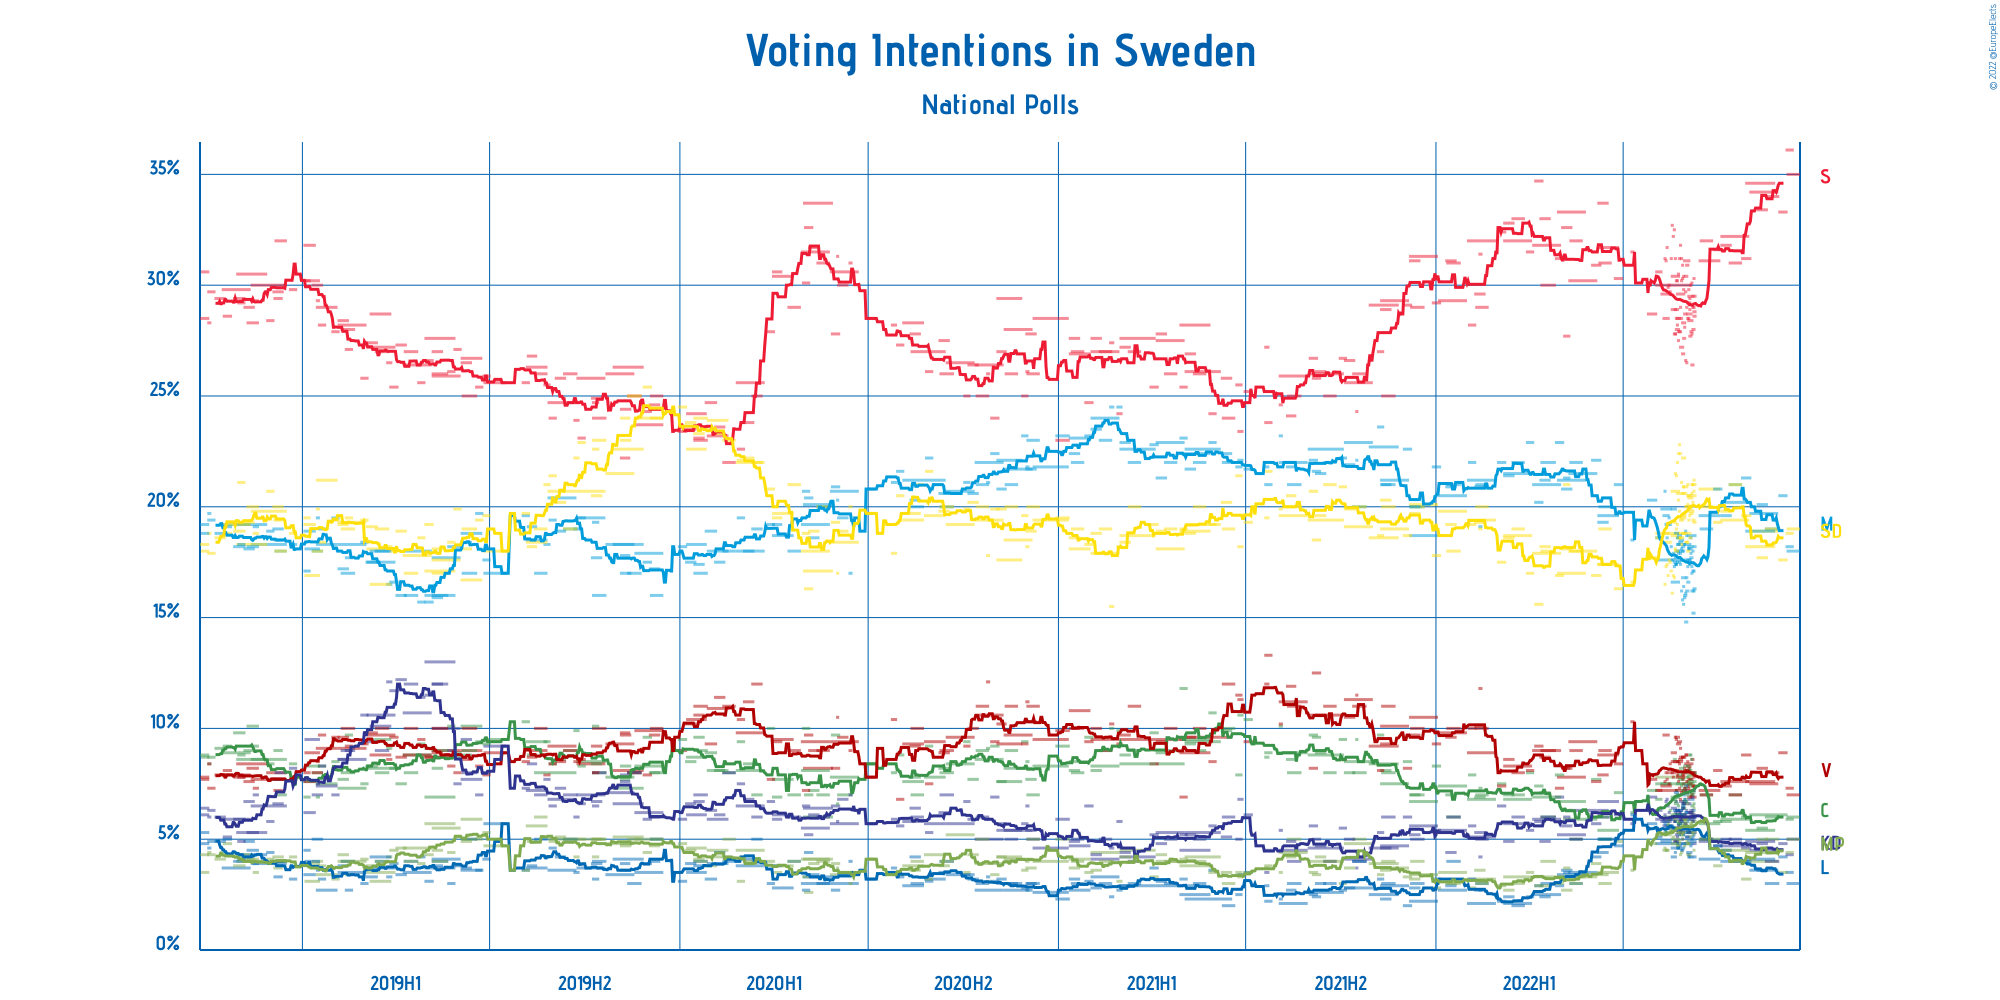 Voting Intentions in Sweden
National Polls
© 2022 @EuropeElects
35%
30%
25%
20%
15%
10%
5%
0%
S
M
SD
V
C
KD
MP
L
2019H1
2019H2
2020H1
2020H2
2021H1
2021H2
2022H1